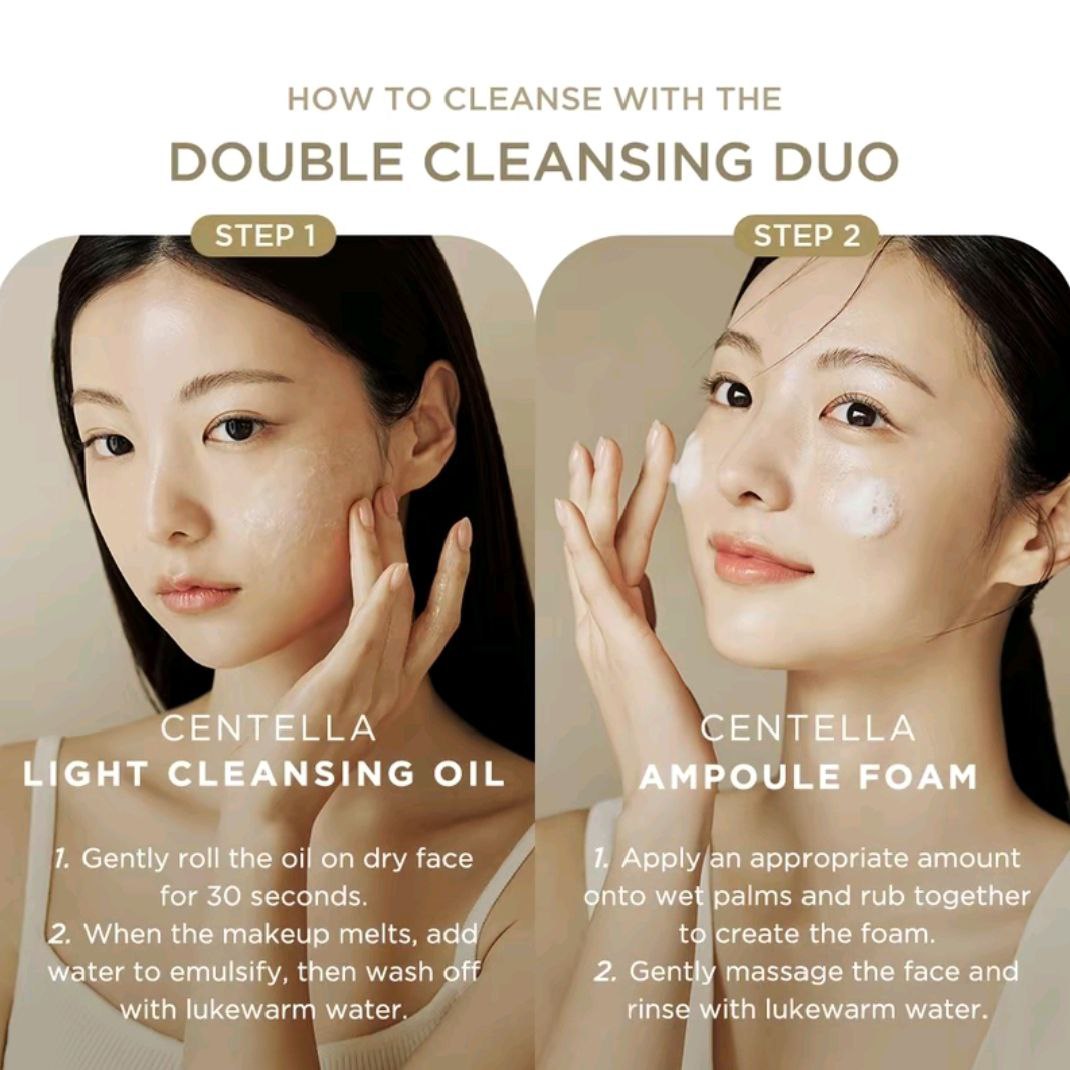 HOW TO CLEANSE WITH THE
DOUBLE CLEANSING DUO
STEP 1
CENTELLA
LIGHT CLEANSING OIL
1. Gently roll the oil on dry face
for 30 seconds.
2. When the makeup melts, add
water to emulsify, then wash off
with lukewarm water.
STEP 2
CENTELLA
AMPOULE FOAM
1. Apply an appropriate amount
onto wet palms and rub together
to create the foam.
2. Gently massage the face and
rinse with lukewarm water.